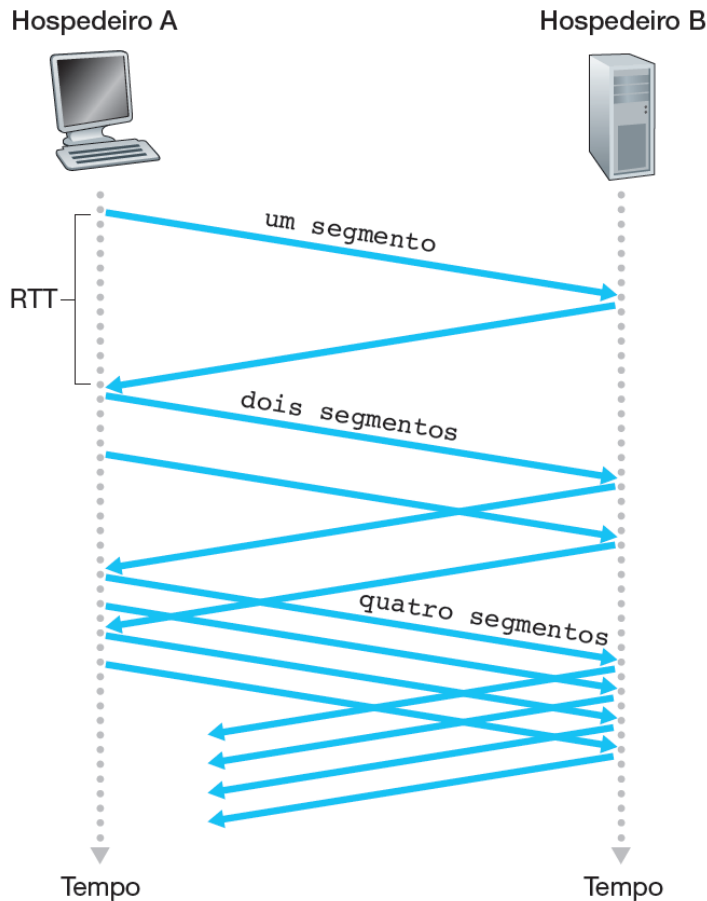 Hospedeiro A
Hospedeiro B
um segmento
RTT
dois segmentos
quatro segmentos
Tempo
Tempo